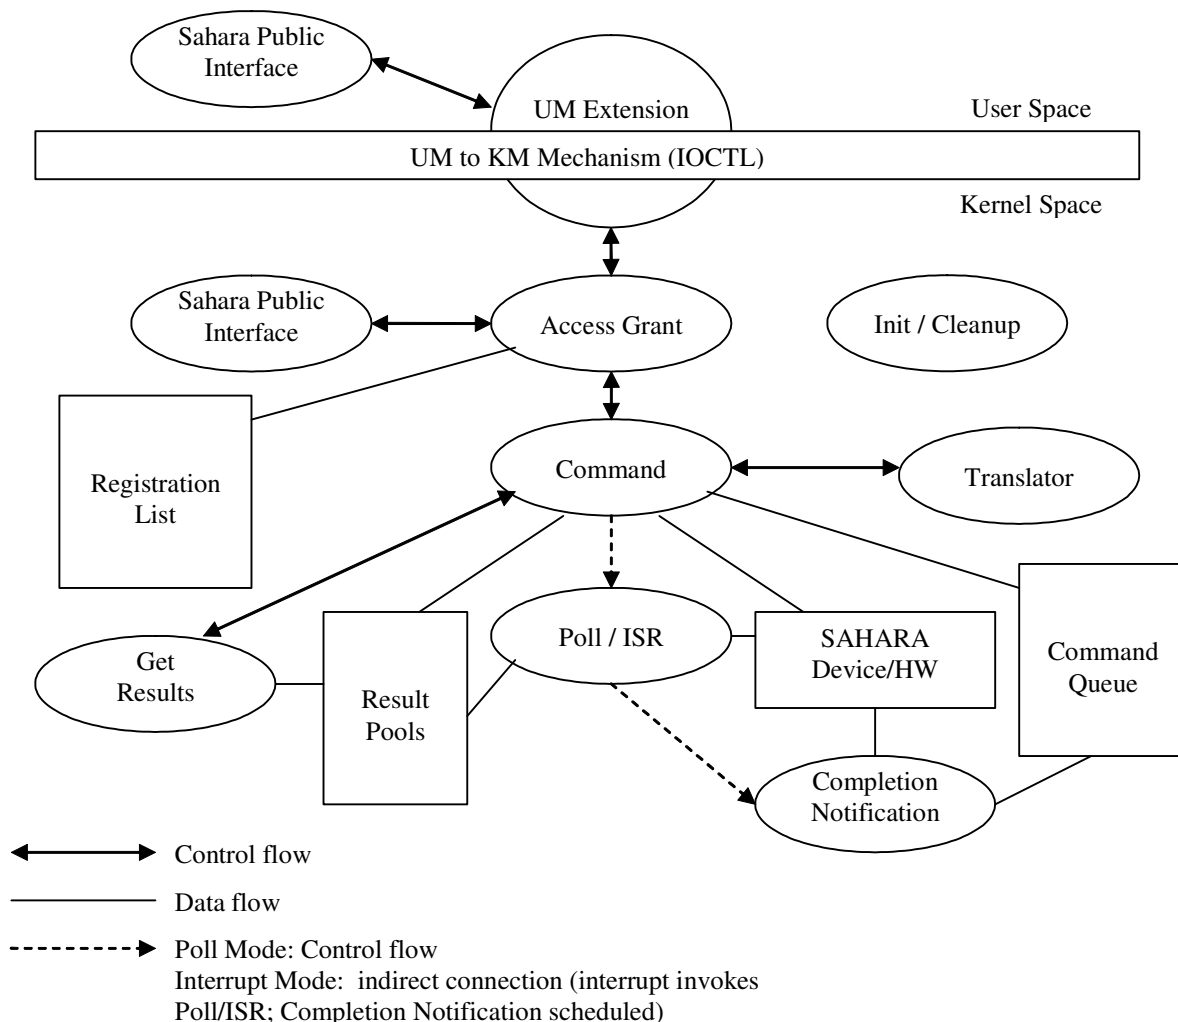 Sahara Public
Interface
UM Extension
User Space
UM to KM Mechanism (IOCTL)
Kernel Space
Sahara Public
Interface
Access Grant
Init / Cleanup
Registration
List
Command
Translator
Get
Results
Result
Pools
Poll / ISR
SAHARA
Device/HW
Command
Queue
Completion
Notification
Control flow
Data flow
Poll Mode: Control flow
Interrupt Mode:  indirect connection (interrupt invokes
Poll/ISR; Completion Notification scheduled)